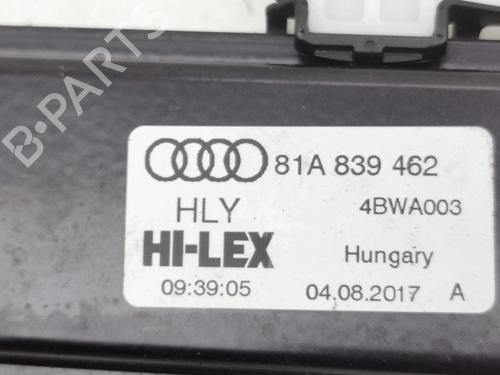 B-PARTS
81A 839 462
HLY 4BWA003
HI-LEX Hungary
09:39:05 04.08.2017 A